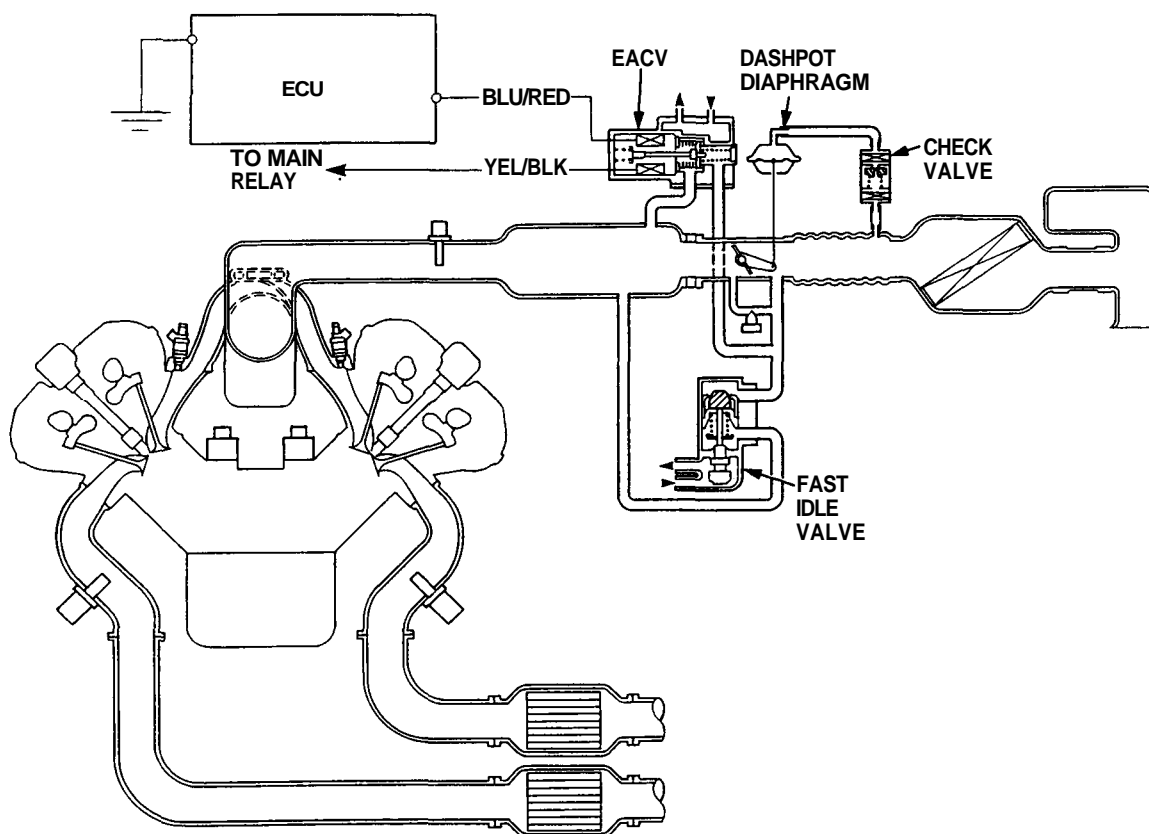 EACV
DASHPOT
DIAPHRAGM
ECU
BLU/RED
CHECK
VALVE
TO MAIN
RELAY
YEL/BLK
FAST
IDLE
VALVE